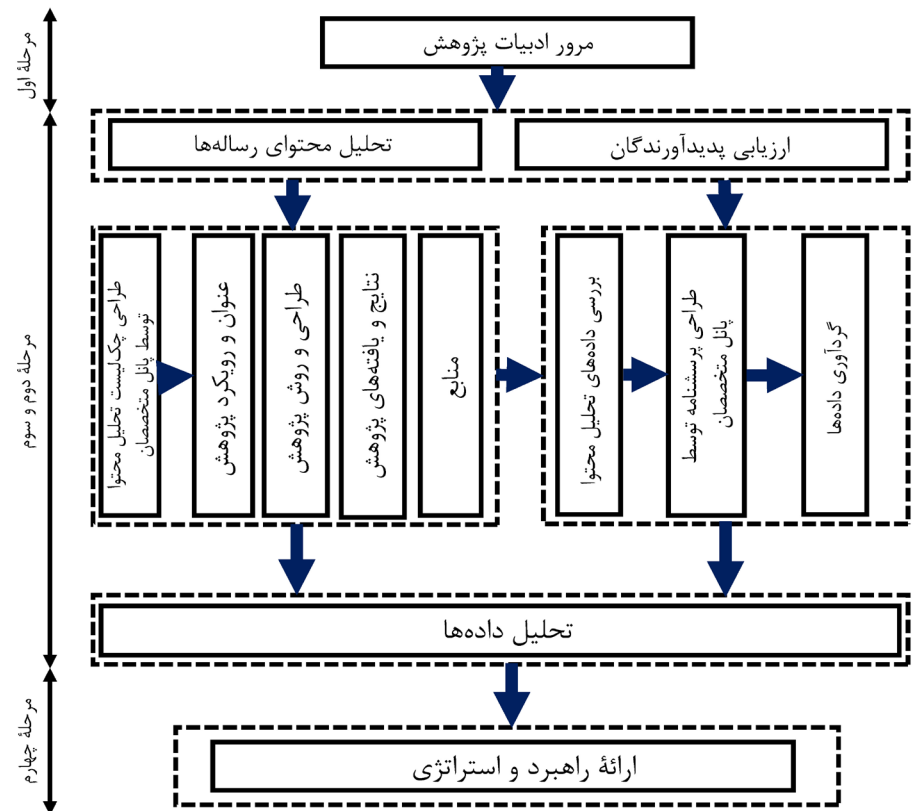 مرحلهٔ اول
مرور ادبیات پژوهش
مرحلهٔ دوم و سوم
ارزیابی پدیدآورندگان
تحلیل محتوای رساله‌ها
گردآوری داده‌ها
طراحی پرسشنامه توسط
پانل متخصصان
بررسی داده‌های تحلیل محتوا
منابع
نتایج و یافته‌های پژوهش
طراحی و روش پژوهش
عنوان و رویکرد پژوهش
طراحی چک‌لیست تحلیل محتوا
توسط پانل متخصصان
تحلیل داده‌ها
مرحلهٔ چهارم
ارائهٔ راهبرد و استراتژی